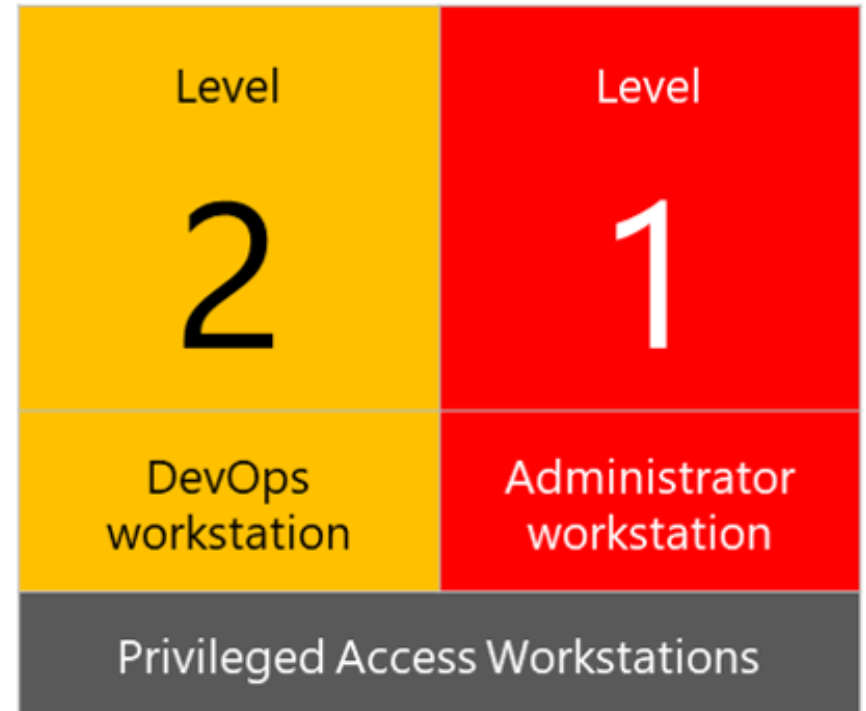 Level
2
DevOps
workstation
Level
1
Administrator
workstation
Privileged Access Workstations